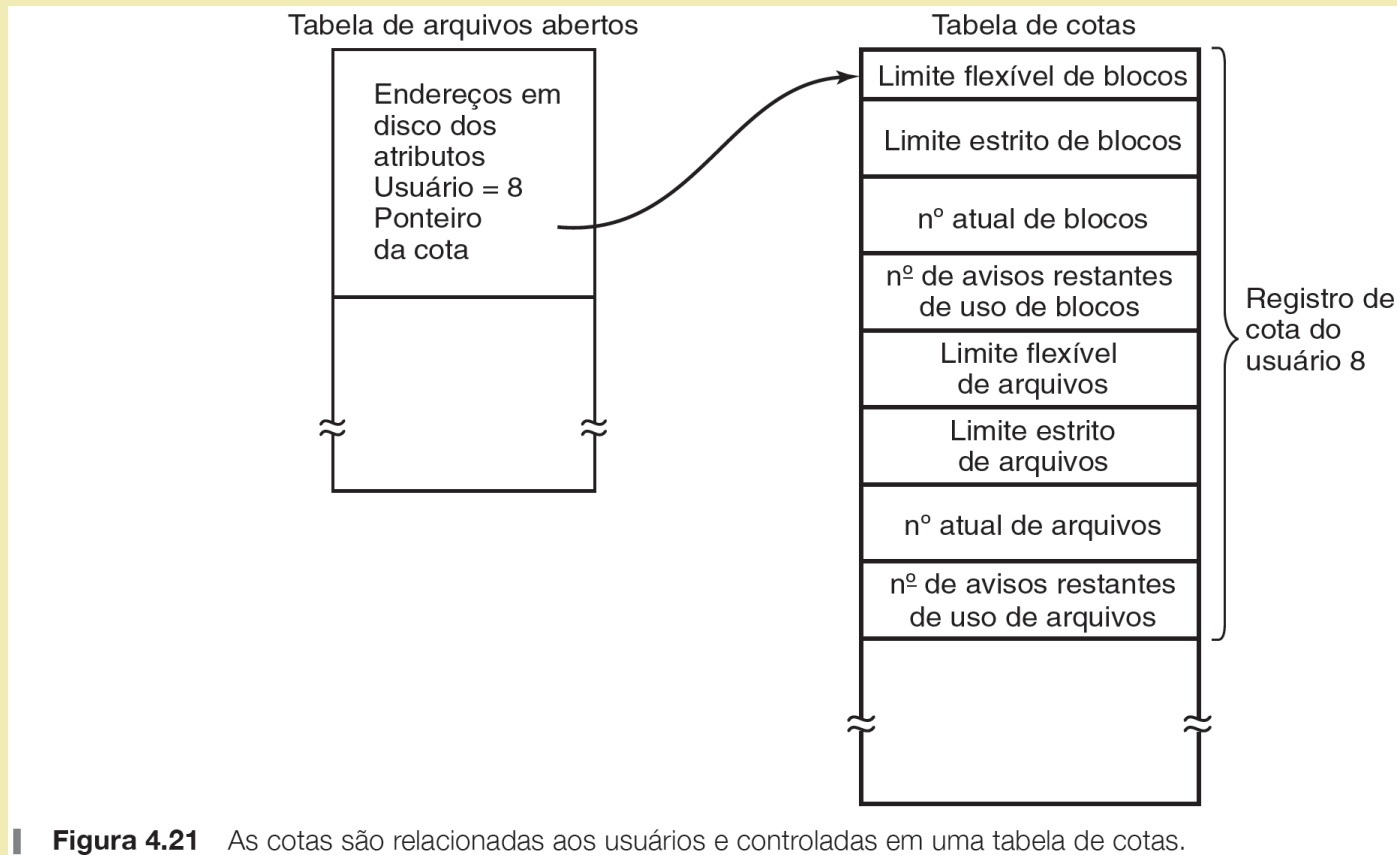 Tabela de arquivos abertos
Endereços em
disco dos
atributos
Usuário = 8
Ponteiro
da cota
Tabela de cotas
Limite flexível de blocos
Limite estrito de blocos
nº atual de blocos
nº de avisos restantes
de uso de blocos
Limite flexível
de arquivos
Limite estrito
de arquivos
nº atual de arquivos
nº de avisos restantes
de uso de arquivos
Registro de
cota do
usuário 8
Figura 4.21 As cotas são relacionadas aos usuários e controladas em uma tabela de cotas.